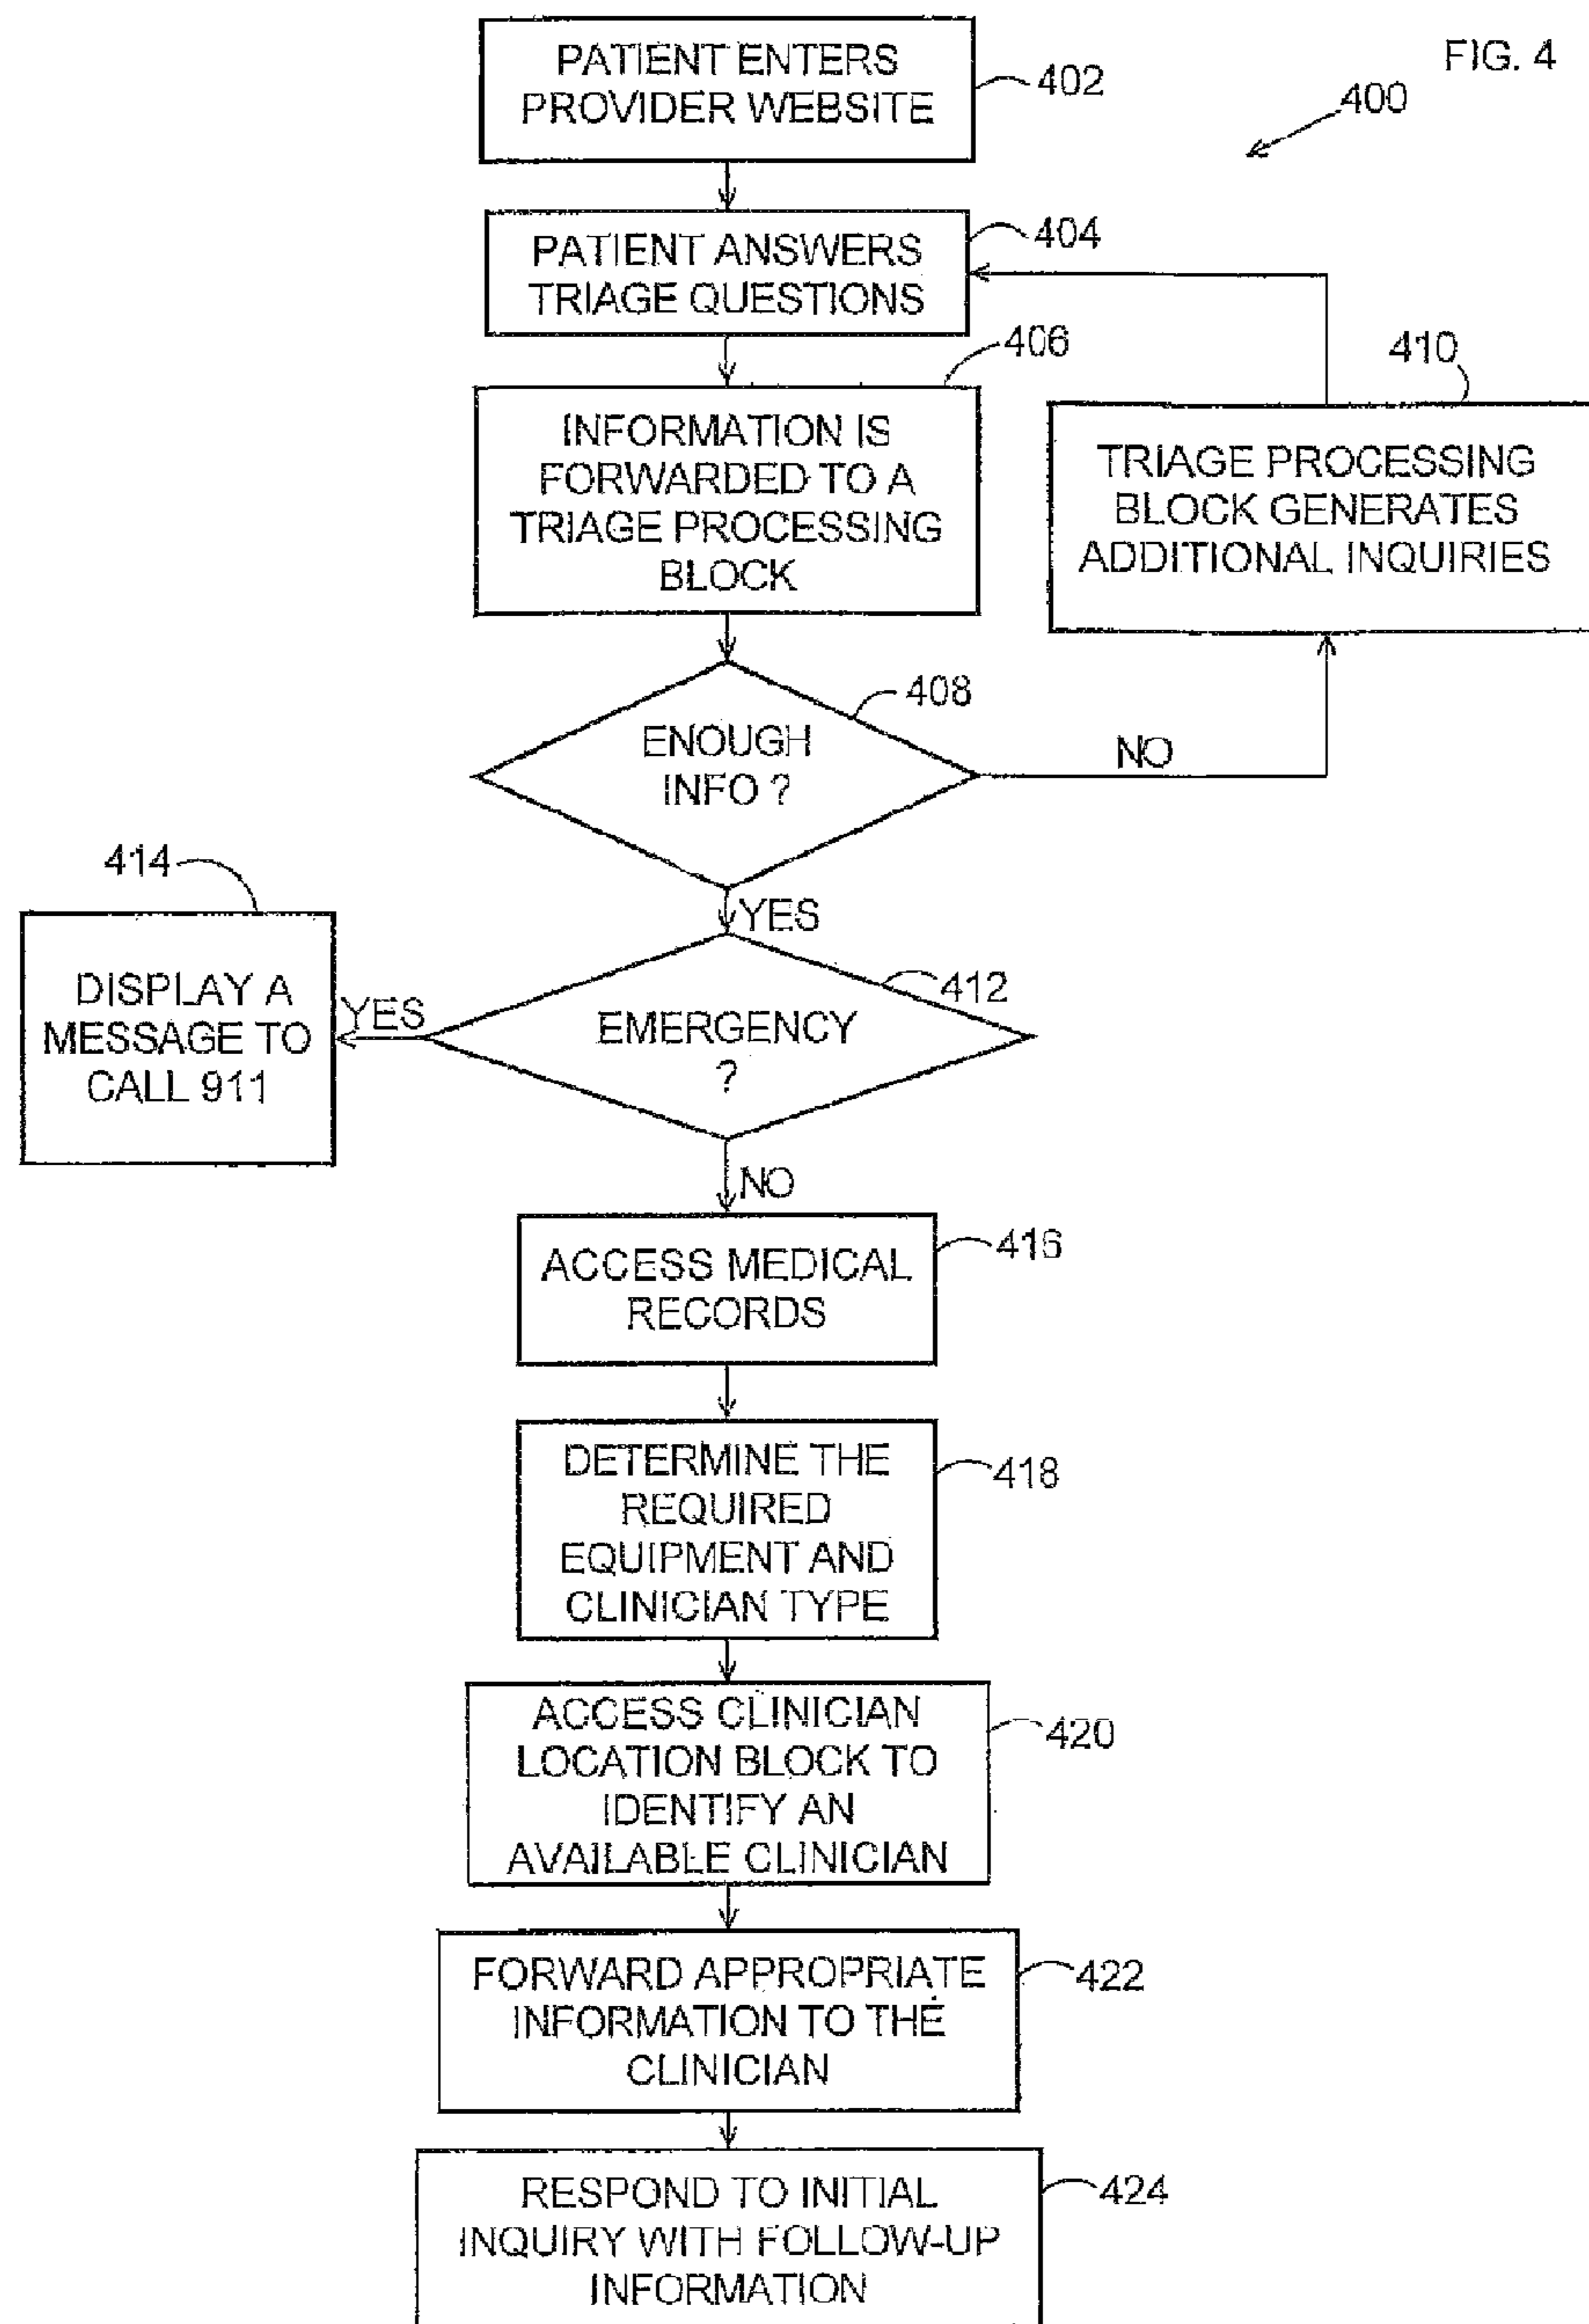 FIG. 4
400
PATIENT ENTERS
PROVIDER WEBSITE
402
PATIENT ANSWERS
TRIAGE QUESTIONS
404
INFORMATION IS
FORWARDED TO A
TRIAGE PROCESSING
BLOCK
406
ENOUGH
INFO ?
408
NO
TRIAGE PROCESSING
BLOCK GENERATES
ADDITIONAL INQUIRIES
410
YES
EMERGENCY
?
412
YES
DISPLAY A
MESSAGE TO
CALL 911
414
NO
ACCESS MEDICAL
RECORDS
416
DETERMINE THE
REQUIRED
EQUIPMENT AND
CLINICIAN TYPE
418
ACCESS CLINICIAN
LOCATION BLOCK TO
IDENTIFY AN
AVAILABLE CLINICIAN
420
FORWARD APPROPRIATE
INFORMATION TO THE
CLINICIAN
422
RESPOND TO INITIAL
INQUIRY WITH FOLLOW-UP
INFORMATION
424